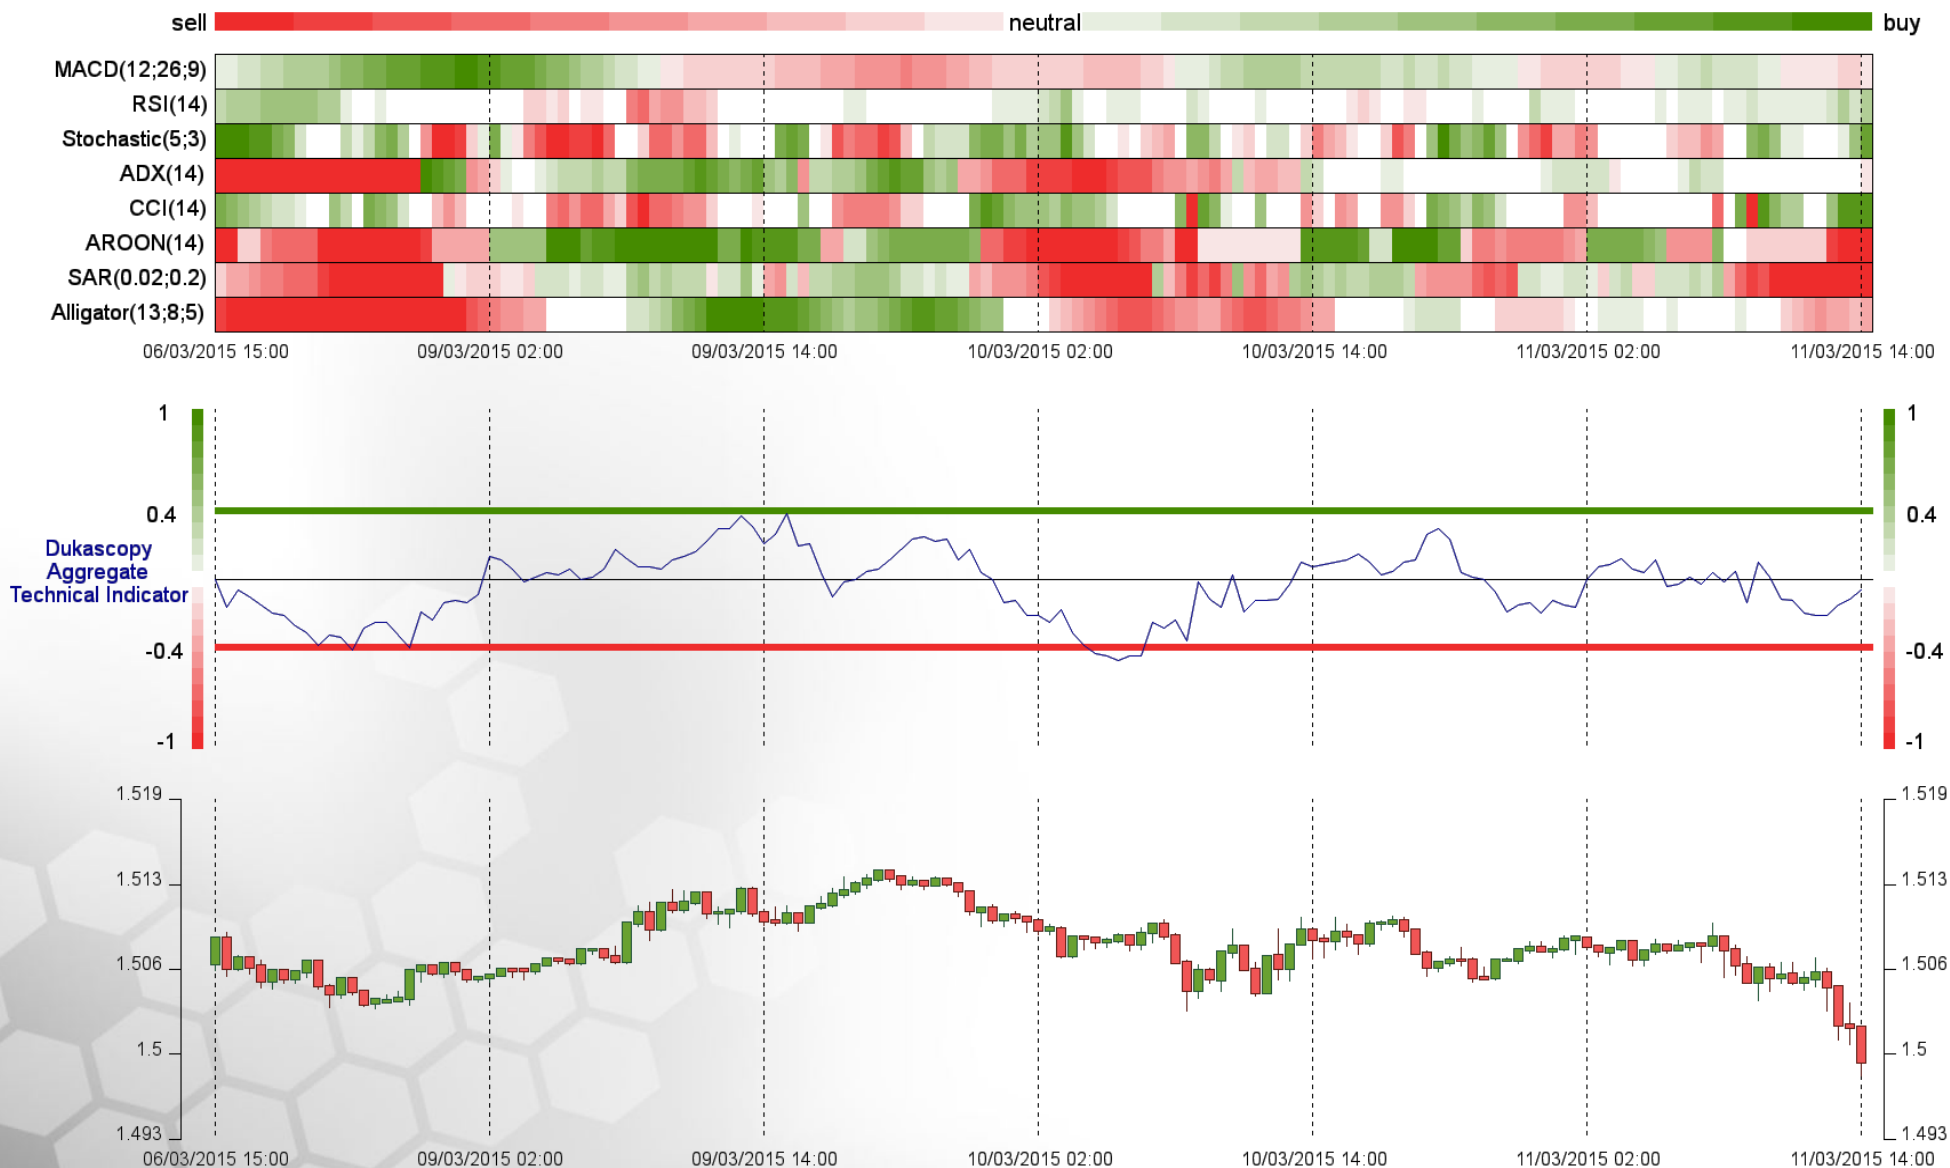 sell neutral buy
MACD(12;26;9)
RSI(14)
Stochastic(5;3)
ADX(14)
CCI(14)
AROON(14)
SAR(0.02;0.2)
Alligator(13;8;5)
06/03/2015 15:00 09/03/2015 02:00 09/03/2015 14:00 10/03/2015 02:00 10/03/2015 14:00 11/03/2015 02:00 11/03/2015 14:00
1 1
0.4 0.4
Dukascopy
Aggregate
Technical Indicator
-0.4 -0.4
-1 -1
1.519 1.519
1.513 1.513
1.506 1.506
1.5 1.5
1.493 1.493
06/03/2015 15:00 09/03/2015 02:00 09/03/2015 14:00 10/03/2015 02:00 10/03/2015 14:00 11/03/2015 02:00 11/03/2015 14:00